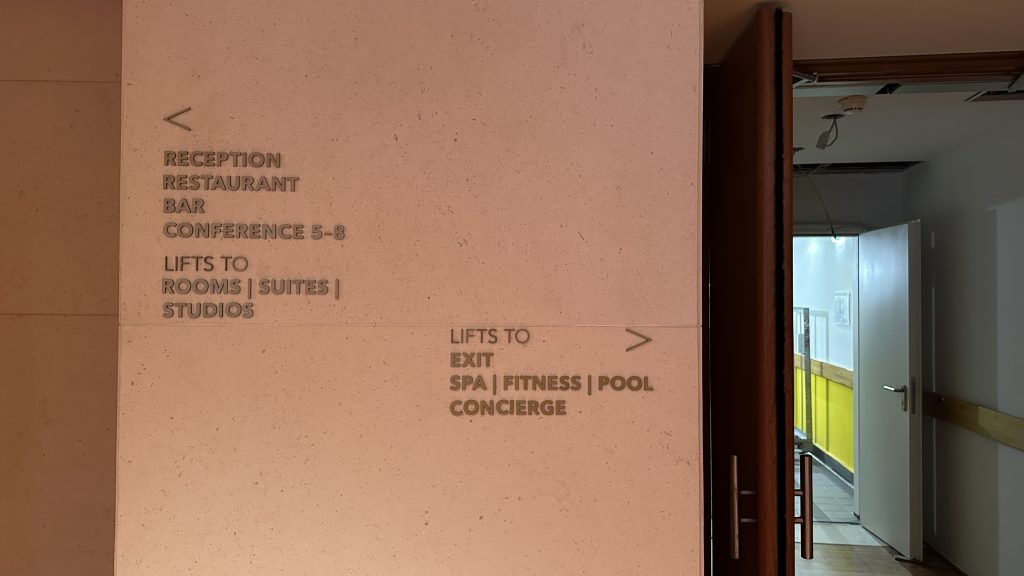 <
RECEPTION
RESTAURANT
BAR
CONFERENCE 5-8
LIFTS TO
ROOMS | SUITES |
STUDIOS
LIFTS TO >
EXIT
SPA | FITNESS | POOL
CONCIERGE